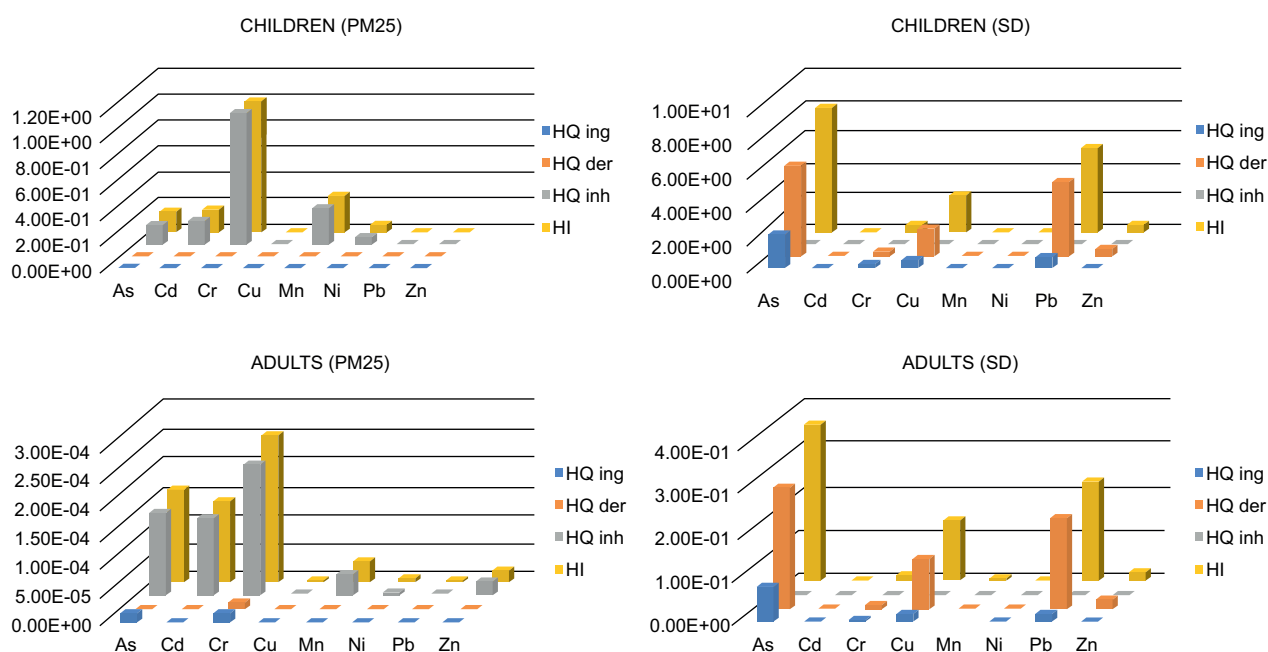 CHILDREN (PM25)
1.20E+00
1.00E+00
8.00E-01
6.00E-01
4.00E-01
2.00E-01
0.00E+00
As Cd Cr Cu Mn Ni Pb Zn
HQ ing
HQ der
HQ inh
HI
CHILDREN (SD)
1.00E+01
8.00E+00
6.00E+00
4.00E+00
2.00E+00
0.00E+00
As Cd Cr Cu Mn Ni Pb Zn
HQ ing
HQ der
HQ inh
HI
ADULTS (PM25)
3.00E-04
2.50E-04
2.00E-04
1.50E-04
1.00E-04
5.00E-05
0.00E+00
As Cd Cr Cu Mn Ni Pb Zn
HQ ing
HQ der
HQ inh
HI
ADULTS (SD)
4.00E-01
3.00E-01
2.00E-01
1.00E-01
0.00E+00
As Cd Cr Cu Mn Ni Pb Zn
HQ ing
HQ der
HQ inh
HI